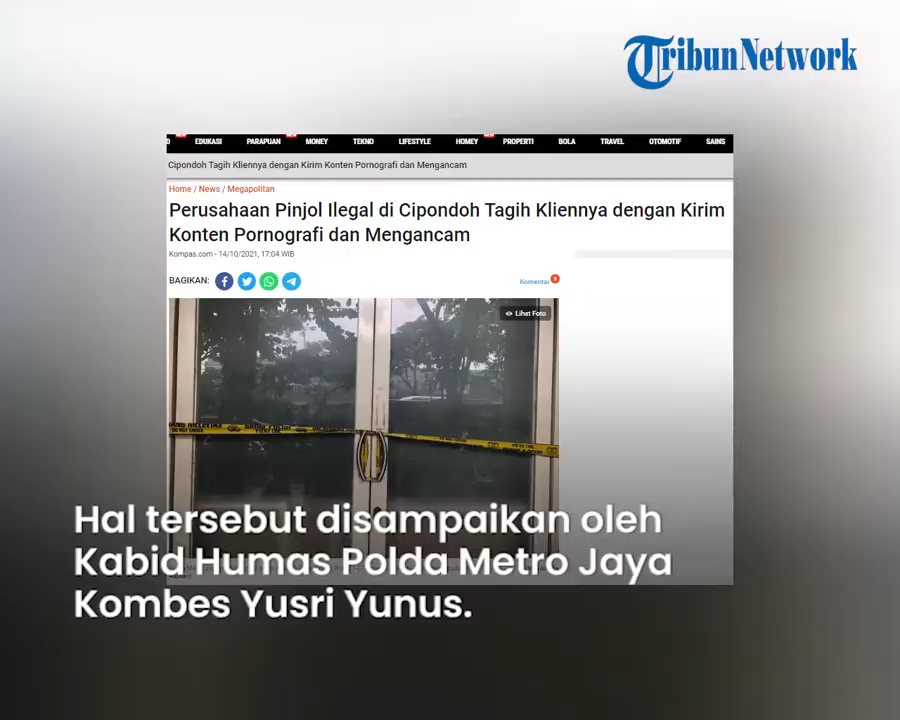 Tribun Network
EDUKASI PARAPUAN MONEY TEKNO LIFESTYLE HOMEY PROPERTI BOLA TRAVEL OTOMOTIF SAINS
Cipondoh Tagih Kliennya dengan Kirim Konten Pornografi dan Mengancam
Home / News / Megapolitan
Perusahaan Pinjol Ilegal di Cipondoh Tagih Kliennya dengan Kirim
Konten Pornografi dan Mengancam
Kompas.com - 14/10/2021, 17:04 WIB
BAGIKAN:
Komentar
Lihat Foto
Hal tersebut disampaikan oleh
Kabid Humas Polda Metro Jaya
Kombes Yusri Yunus.